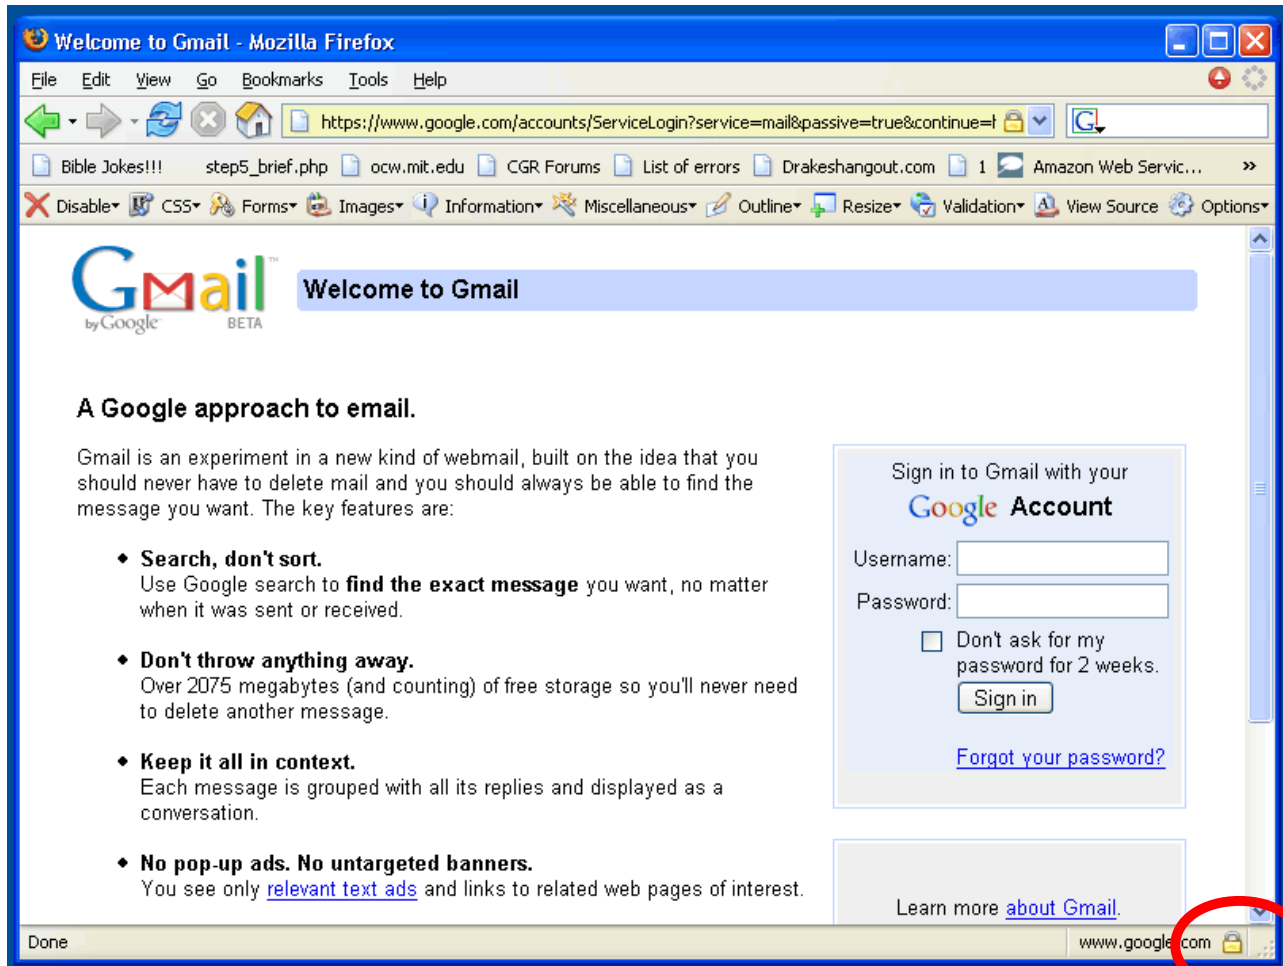 Welcome to Gmail - Mozilla Firefox
File Edit View Go Bookmarks Tools Help
https://www.google.com/accounts/ServiceLogin?service=mail&passive=true&continue=
G
Bible Jokes!!! step5_brief.php ocw.mit.edu CGR Forums List of errors Drakeshangout.com 1 Amazon Web Servic... »
Disable CSS Forms Images Information Miscellaneous Outline Resize Validation View Source Options
Gmail™
by Google BETA
Welcome to Gmail
A Google approach to email.
Gmail is an experiment in a new kind of webmail, built on the idea that you
should never have to delete mail and you should always be able to find the
message you want. The key features are:
Search, don't sort.
Use Google search to find the exact message you want, no matter
when it was sent or received.
Don't throw anything away.
Over 2075 megabytes (and counting) of free storage so you'll never need
to delete another message.
Keep it all in context.
Each message is grouped with all its replies and displayed as a
conversation.
No pop-up ads. No untargeted banners.
You see only relevant text ads and links to related web pages of interest.
Sign in to Gmail with your
Google Account
Username:
Password:
Don't ask for my
password for 2 weeks.
Sign in
Forgot your password?
Learn more about Gmail.
Done
www.google.com